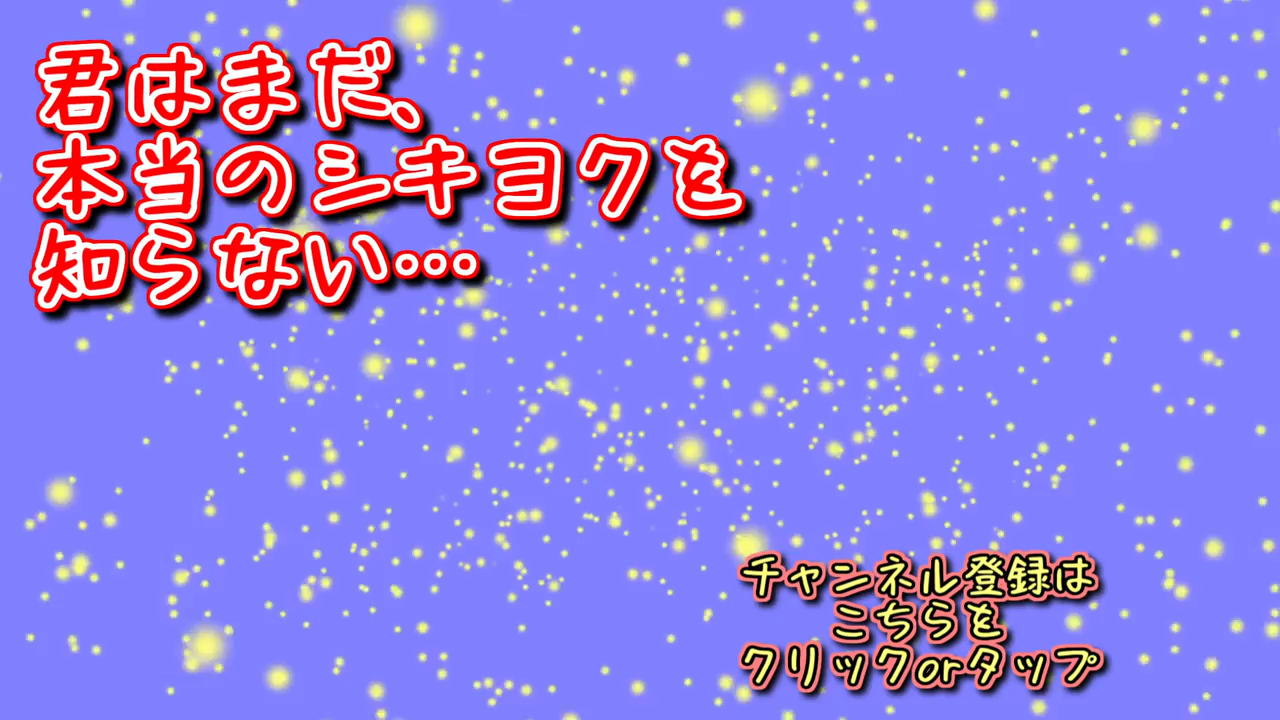 君はまだ、
本当のシキヨクを
知らない…
チャンネル登録は
こちらを
クリックorタップ